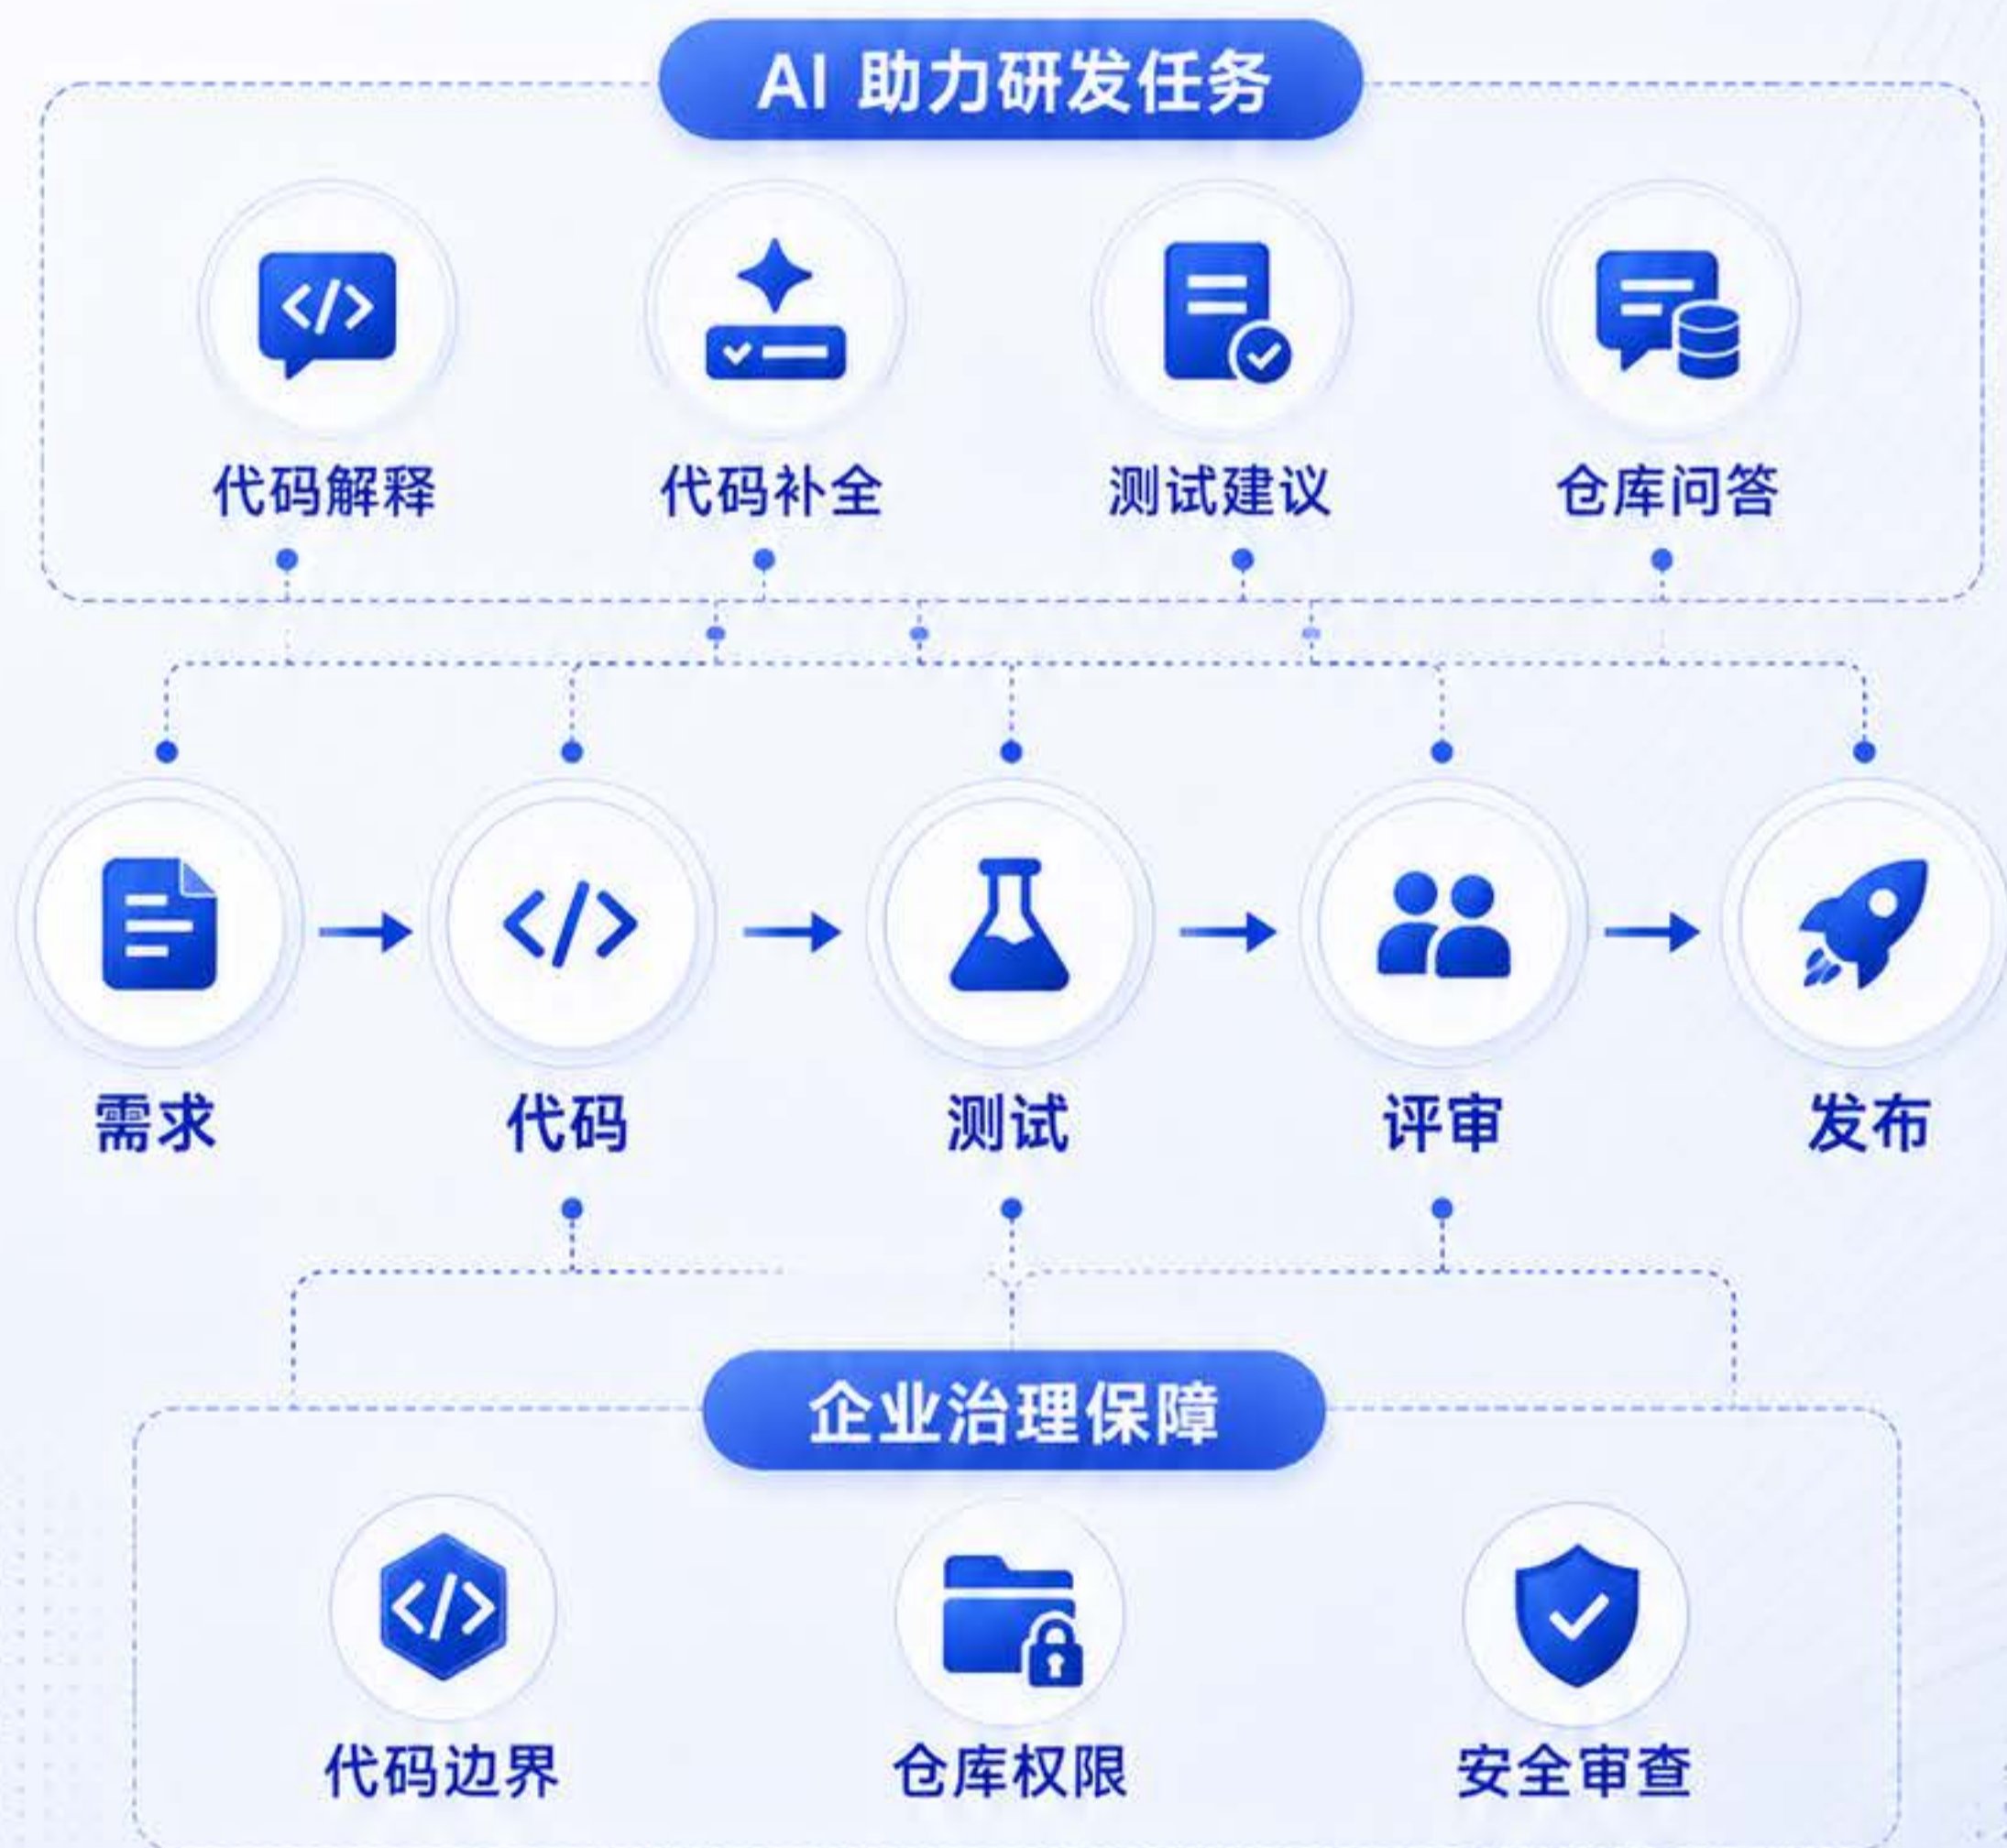 AI 助力研发任务
代码解释
代码补全
测试建议
仓库问答
需求
代码
测试
评审
发布
企业治理保障
代码边界
仓库权限
安全审查